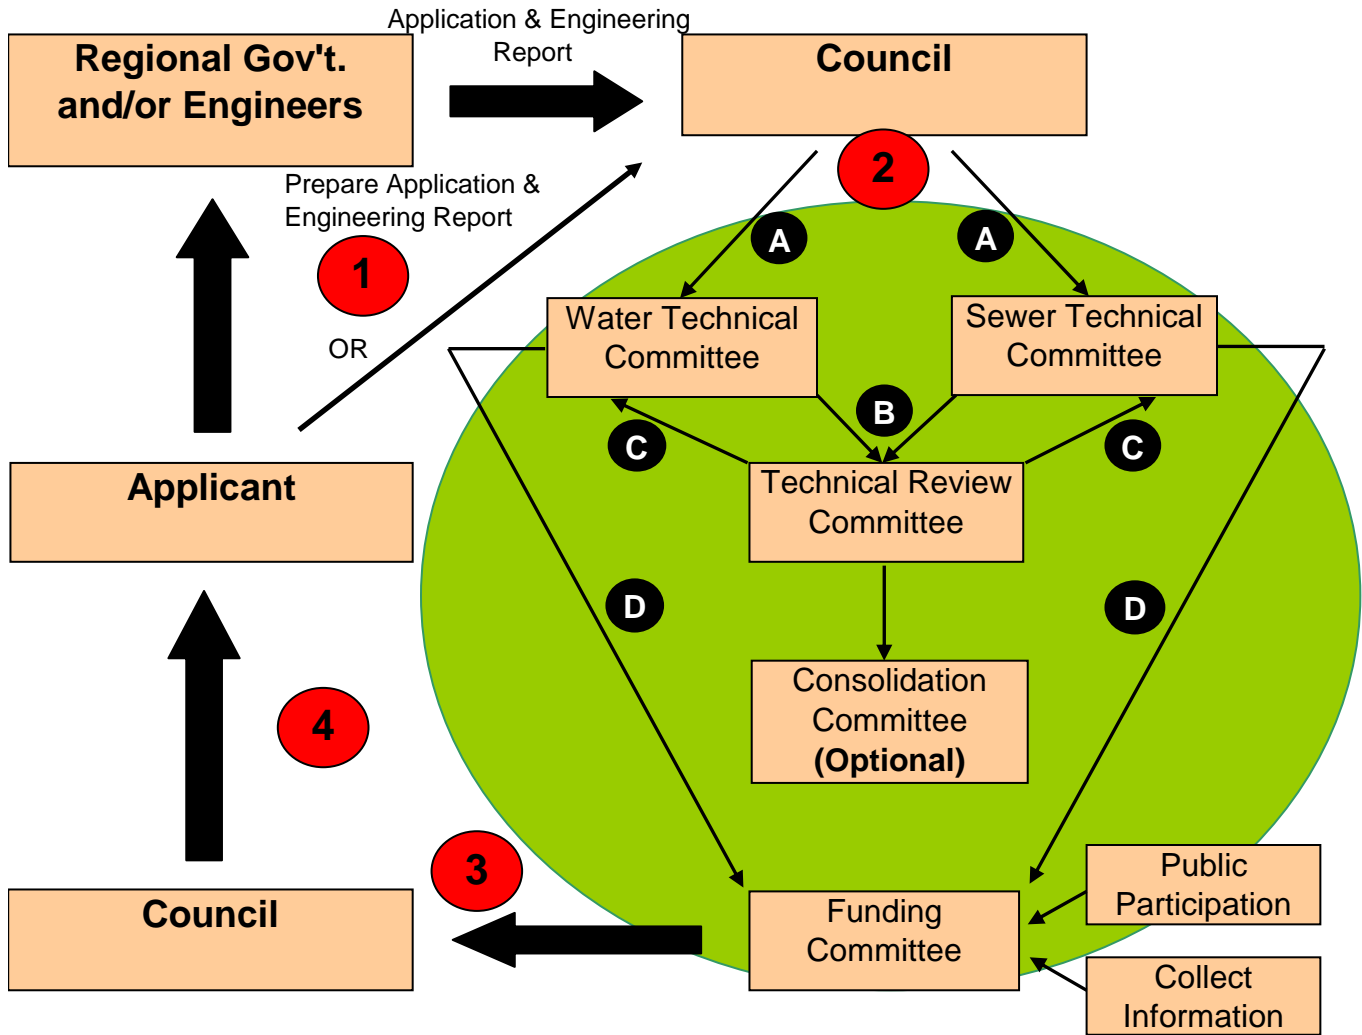 Application & Engineering
Report
Regional Gov't.
and/or Engineers
Council
2
Prepare Application &
Engineering Report
1
OR
A
A
Water Technical
Committee
Sewer Technical
Committee
B
C
C
Applicant
Technical Review
Committee
D
D
Consolidation
Committee
(Optional)
4
3
Council
Funding
Committee
Public
Participation
Collect
Information